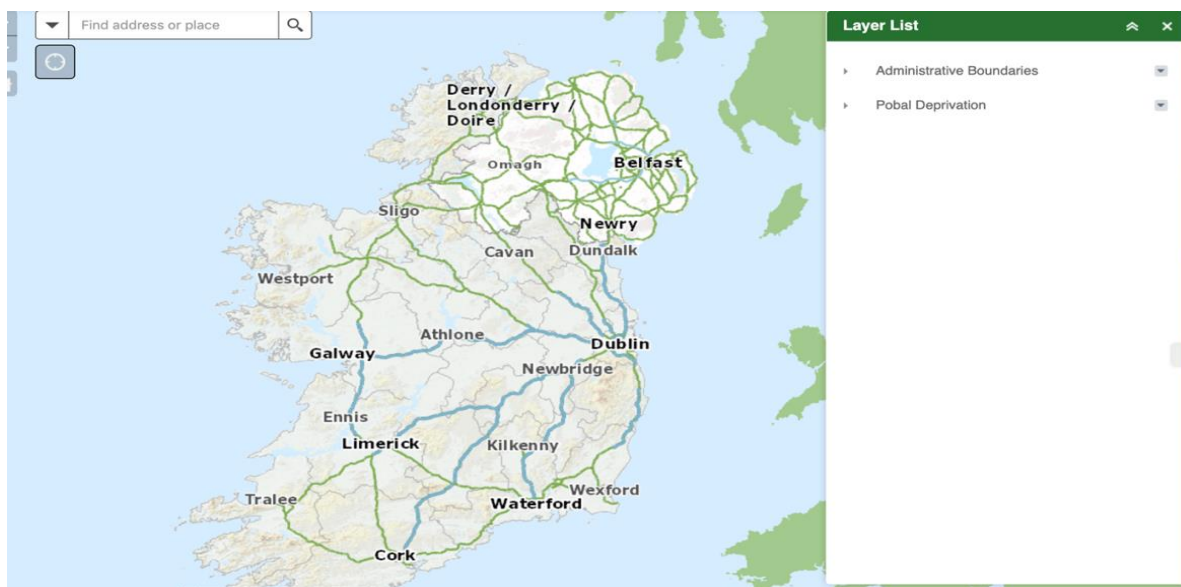 Find address or place
Layer List
Administrative Boundaries
Pobal Deprivation
Derry /
Londonderry /
Doire
Omagh
Belfast
Sligo
Newry
Cavan
Dundalk
Westport
Athlone
Dublin
Galway
Newbridge
Ennis
Limerick
Kilkenny
Tralee
Waterford
Wexford
Cork